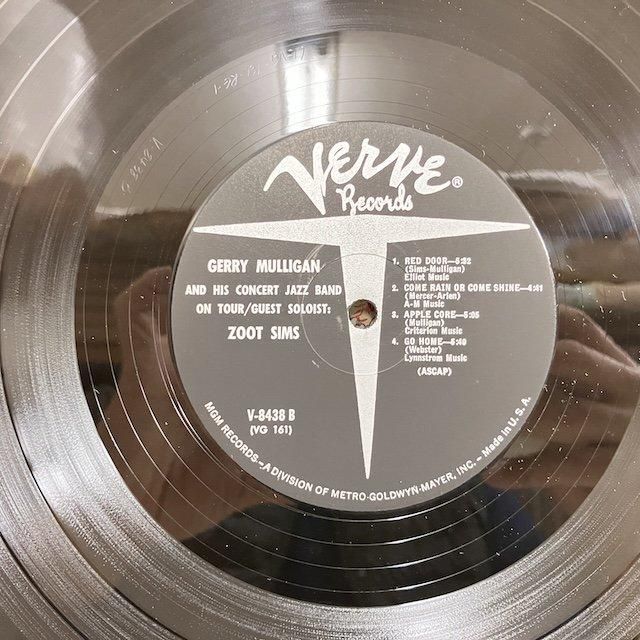 VERVE®
Records
GERRY MULLIGAN
AND HIS CONCERT JAZZ BAND
ON TOUR/GUEST SOLOIST:
ZOOT SIMS
V-8438 B
(VG 161)
1. RED DOOR—5:32
(Sims-Mulligan)
Elliot Music
2. COME RAIN OR COME SHINE—4:41
(Mercer-Arlen)
A-M Music
3. APPLE CORE—5:05
(Mulligan)
Criterion Music
4. GO HOME—5:40
(Webster)
Lynnstrom Music
(ASCAP)
MGM RECORDS—A DIVISION OF METRO-GOLDWYN-MAYER, INC. – Made in U. S. A.